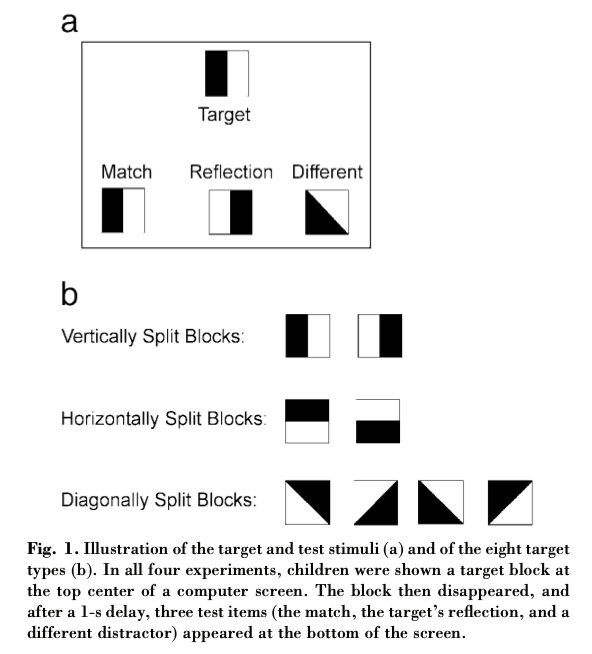 a
Target
Match Reflection Different
b
Vertically Split Blocks:
Horizontally Split Blocks:
Diagonally Split Blocks:
Fig. 1. Illustration of the target and test stimuli (a) and of the eight target
types (b). In all four experiments, children were shown a target block at
the top center of a computer screen. The block then disappeared, and
after a 1-s delay, three test items (the match, the target's reflection, and a
different distractor) appeared at the bottom of the screen.